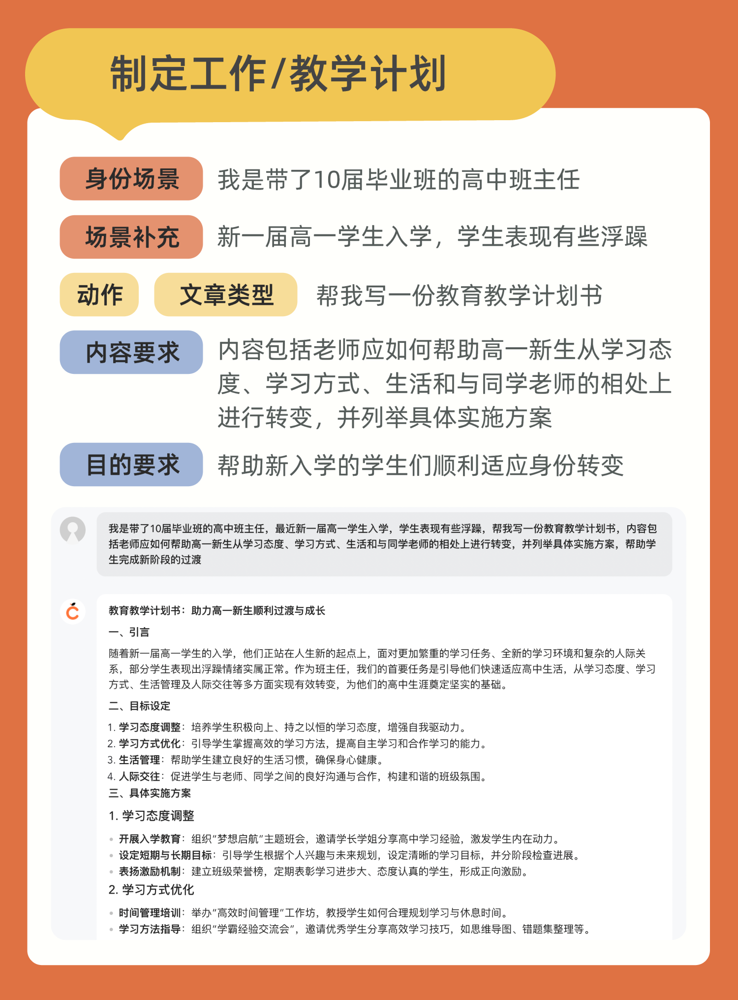 制定工作/教学计划
身份场景 我是带了10届毕业班的高中班主任
场景补充 新一届高一学生入学，学生表现有些浮躁
动作 文章类型 帮我写一份教育教学计划书
内容要求 内容包括老师应如何帮助高一新生从学习态
度、学习方式、生活和与同学老师的相处上
进行转变，并列举具体实施方案
目的要求 帮助新入学的学生们顺利适应身份转变
我是带了10届毕业班的高中班主任，最近新一届高一学生入学，学生表现有些浮躁，帮我写一份教育教学计划书，内容包
括老师应如何帮助高一新生从学习态度、学习方式、生活和与同学老师的相处上进行转变，并列举具体实施方案，帮助学
生完成新阶段的过渡
教育教学计划书：助力高一新生顺利过渡与成长
一、引言
随着新一届高一学生的入学，他们正站在人生新的起点上，面对更加繁重的学习任务、全新的学习环境和复杂的人际关
系，部分学生表现出浮躁情绪实属正常。作为班主任，我们的首要任务是引导他们快速适应高中生活，从学习态度、学习
方式、生活管理及人际交往等多方面实现有效转变，为他们的高中生涯奠定坚实的基础。
二、目标设定
1. 学习态度调整：培养学生积极向上、持之以恒的学习态度，增强自我驱动力。
2. 学习方式优化：引导学生掌握高效的学习方法，提高自主学习和合作学习的能力。
3. 生活管理：帮助学生建立良好的生活习惯，确保身心健康。
4. 人际交往：促进学生与老师、同学之间的良好沟通与合作，构建和谐的班级氛围。
三、具体实施方案
1. 学习态度调整
• 开展入学教育：组织"梦想启航"主题班会，邀请学长学姐分享高中学习经验，激发学生内在动力。
• 设定短期与长期目标：引导学生根据个人兴趣与未来规划，设定清晰的学习目标，并分阶段检查进展。
• 表扬激励机制：建立班级荣誉榜，定期表彰学习进步大、态度认真的学生，形成正向激励。
2. 学习方式优化
• 时间管理培训：举办"高效时间管理"工作坊，教授学生如何合理规划学习与休息时间。
• 学习方法指导：组织"学霸经验交流会"，邀请优秀学生分享高效学习技巧，如思维导图、错题集整理等。